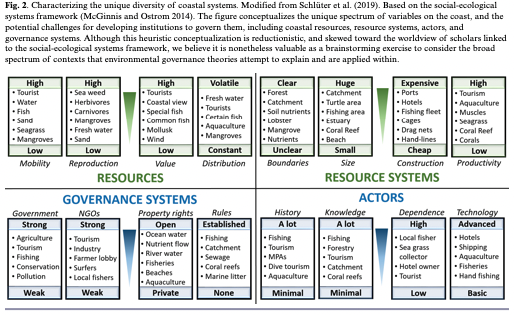 Fig. 2. Characterizing the unique diversity of coastal systems. Modified from Schlüter et al. (2019). Based on the social-ecological
systems framework (McGinnis and Ostrom 2014). The figure conceptualizes the unique spectrum of variables on the coast, and the
potential challenges for developing institutions to govern them, including coastal resources, resource systems, actors, and
governance systems. Although this heuristic conceptualization is reductionist, and skewed toward the worldview of scholars linked
to the social-ecological systems framework, we believe it is nonetheless valuable as a brainstorming exercise to consider the broad
spectrum of contexts that environmental governance theories attempt to explain and are applied within.
High
• Tourist
• Water
• Fish
• Sand
• Seagrass
• Mangroves
Low
Mobility
High
• Sea weed
• Herbivores
• Carnivores
• Mangroves
• Fresh water
• Sand
Low
Reproduction
High
• Tourists
• Coastal view
• Special fish
• Common fish
• Mollusk
• Wind
Low
Value
Volatile
• Fresh water
• Tourists
• Certain fish
• Aquaculture
• Mangroves
Constant
Distribution
RESOURCES
Clear
• Forest
• Catchment
• Soil nutrients
• Lobster
• Mangrove
• Nutrients
Unclear
Boundaries
Huge
• Catchment
• Turtle area
• Fishing area
• Estuary
• Coral Reef
• Beach
Small
Size
Expensive
• Ports
• Hotels
• Fishing fleet
• Cages
• Drag nets
• Hand-lines
Cheap
Construction
High
• Tourism
• Aquaculture
• Muscles
• Seagrass
• Coral Reef
• Corals
Low
Productivity
RESOURCE SYSTEMS
GOVERNANCE SYSTEMS
Government
Strong
• Agriculture
• Tourism
• Fishing
• Conservation
• Pollution
Weak
NGOs
Strong
• Tourism
• Industry
• Farmer lobby
• Surfers
• Local fishers
Weak
Property rights
Open
• Ocean water
• Nutrient flow
• River water
• Fisheries
• Beaches
• Aquaculture
Private
Rules
Established
• Fishing
• Catchment
• Sewage
• Coral reefs
• Marine litter
None
ACTORS
History
A lot
• Fishing
• Tourism
• MPAs
• Dive tourism
• Aquaculture
Minimal
Knowledge
A lot
• Fishing
• Forestry
• Tourism
• Catchment
• Coral reefs
Minimal
Dependence
High
• Local fisher
• Sea grass
collector
• Hotel owner
• Tourist
Low
Technology
Advanced
• Hotels
• Shipping
• Aquaculture
• Fisheries
• Hand fishing
Basic